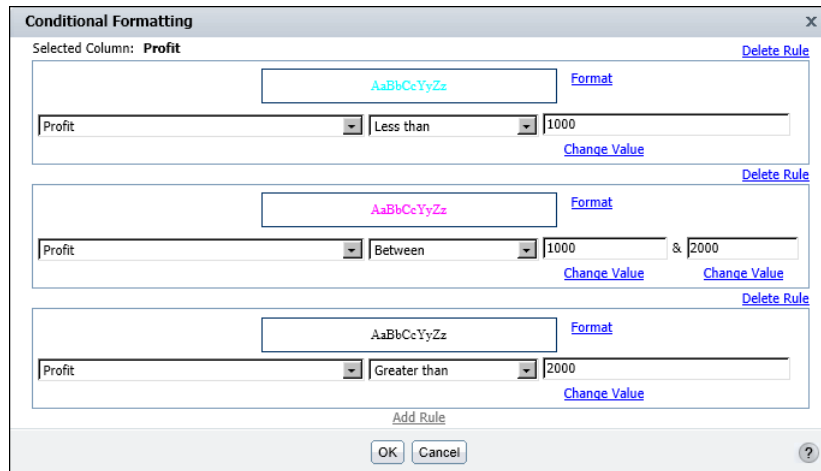 Conditional Formatting X
Selected Column: Profit
Delete Rule
AaBbCcYyZz Format
Profit Less than 1000
Change Value
Delete Rule
AaBbCcYyZz Format
Profit Between 1000 & 2000
Change Value Change Value
Delete Rule
AaBbCcYyZz Format
Profit Greater than 2000
Change Value
Add Rule
OK Cancel ?